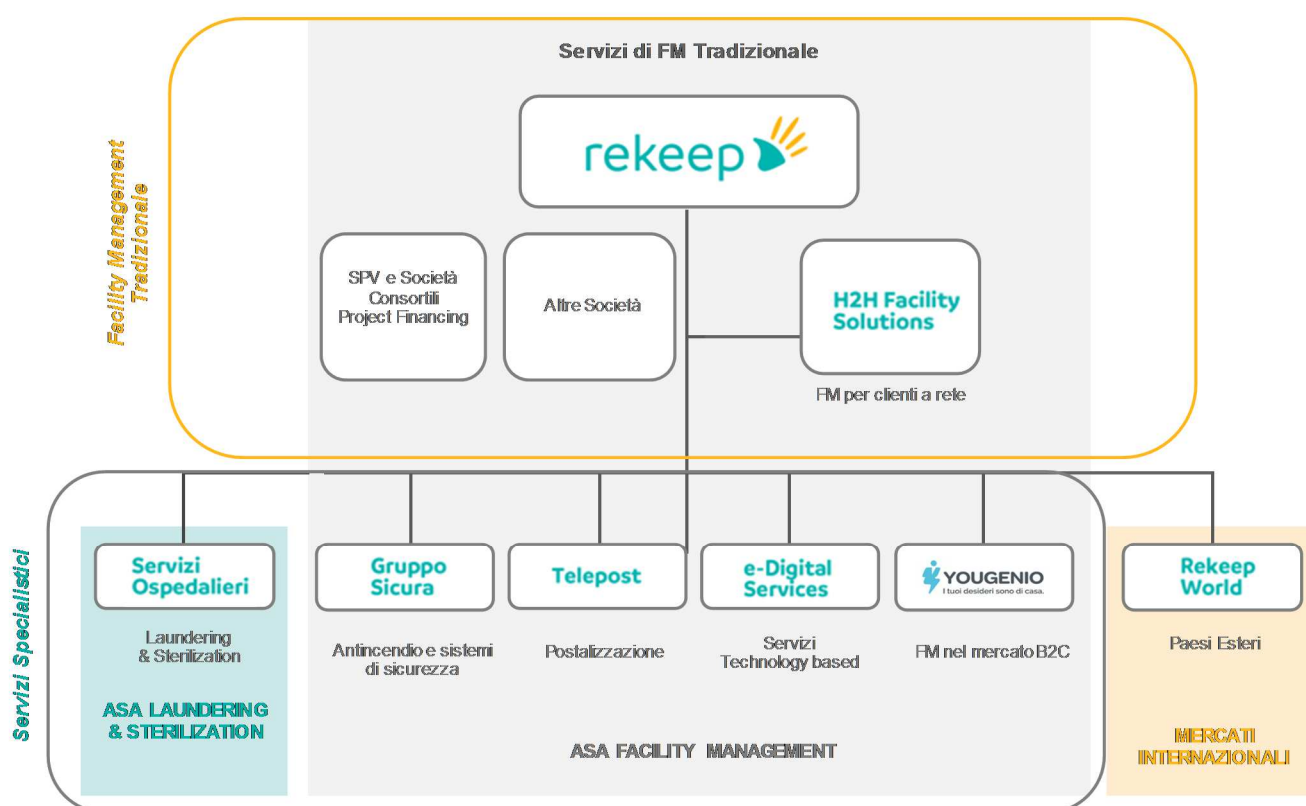 Servizi di FM Tradizionale
rekeep
Facility Management
Tradizionale
SPV e Società
Consortili
Project Financing
Altre Società
H2H Facility
Solutions
FM per clienti a rete
Servizi Specialistici
Servizi
Ospedalieri
Laundering
& Sterilization
ASA LAUNDERING
& STERILIZATION
Gruppo
Sicura
Antincendio e sistemi
di sicurezza
Telepost
Postalizzazione
e-Digital
Services
Servizi
Technology based
YOUGENIO
I tuoi desideri sono di casa.
FM nel mercato B2C
ASA FACILITY MANAGEMENT
Rekeep
World
Paesi Esteri
MERCATI
INTERNAZIONALI